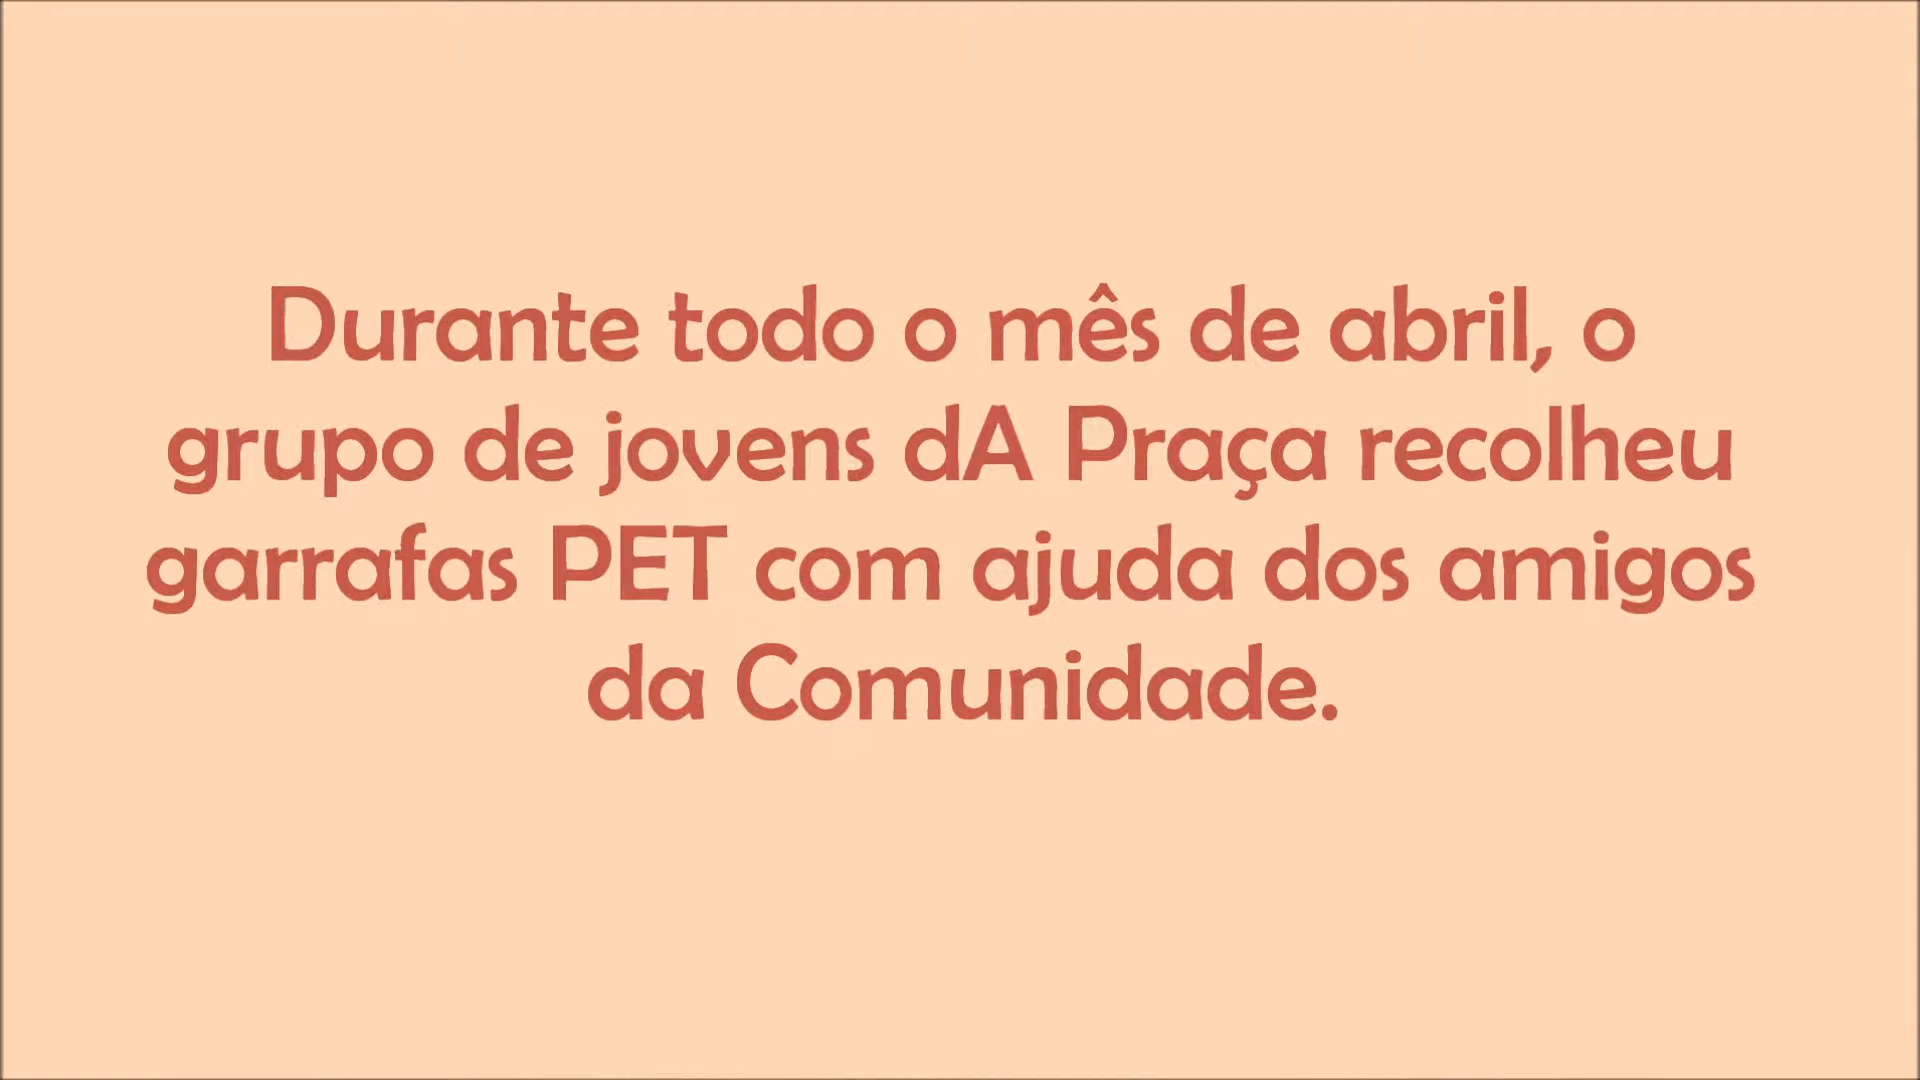 Durante todo o mês de abril, o
grupo de jovens dA Praça recolheu
garrafas PET com ajuda dos amigos
da Comunidade.